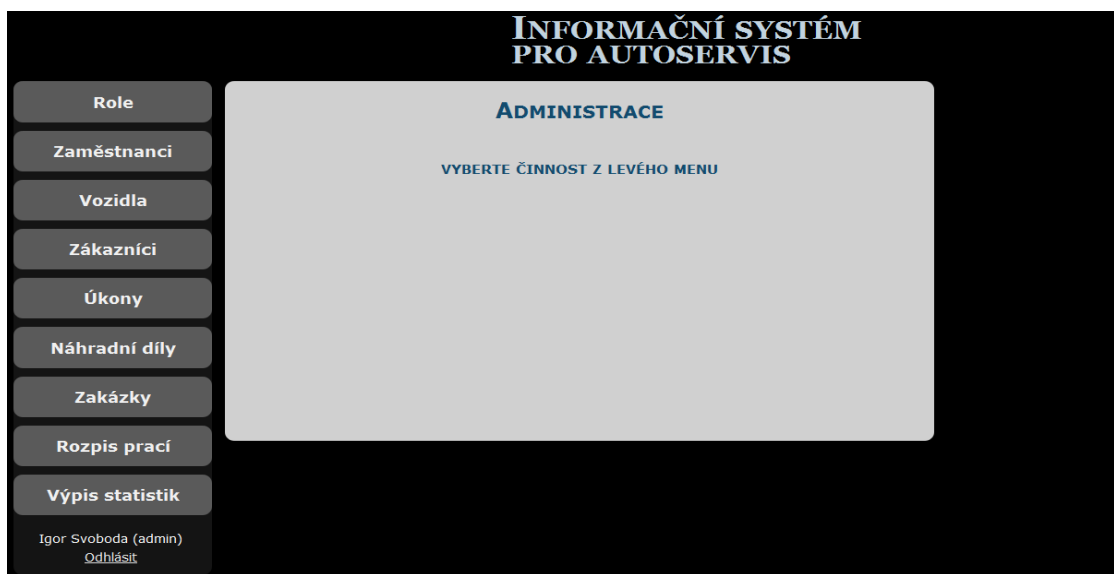 Informační systém
pro autoservis
Role
Zaměstnanci
Vozidla
Zákazníci
Úkony
Náhradní díly
Zakázky
Rozpis prací
Výpis statistik
Igor Svoboda (admin)
Odhlásit
Administrace
vyberte činnost z levého menu